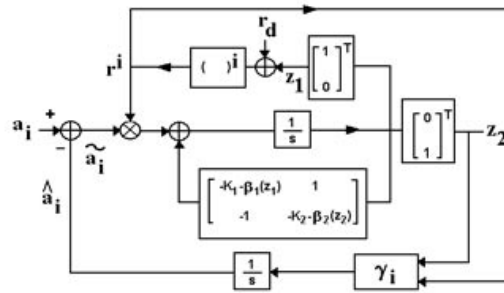 r_d
r^i
( )^i
z_1
[1 0]^T
a_i
+
−
ã_i
1/s
[0 1]^T
z_2
â_i
-K_1-β_1(z_1) 1
-1 -K_2-β_2(z_2)
1/s
γ_i